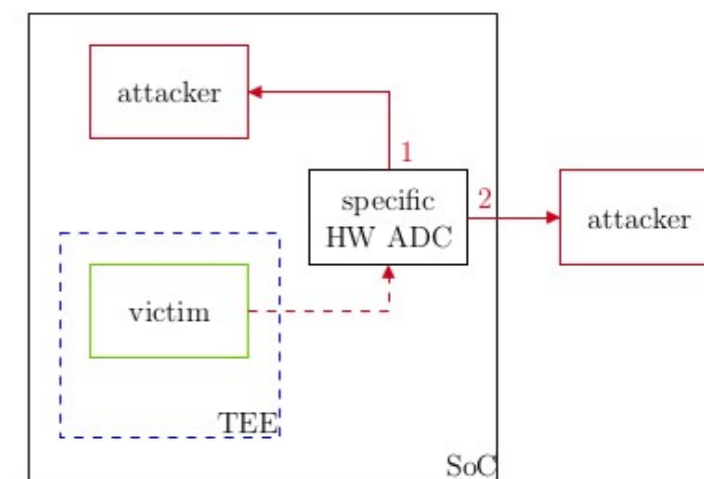 attacker
1
specific
HW ADC
2
attacker
victim
TEE
SoC